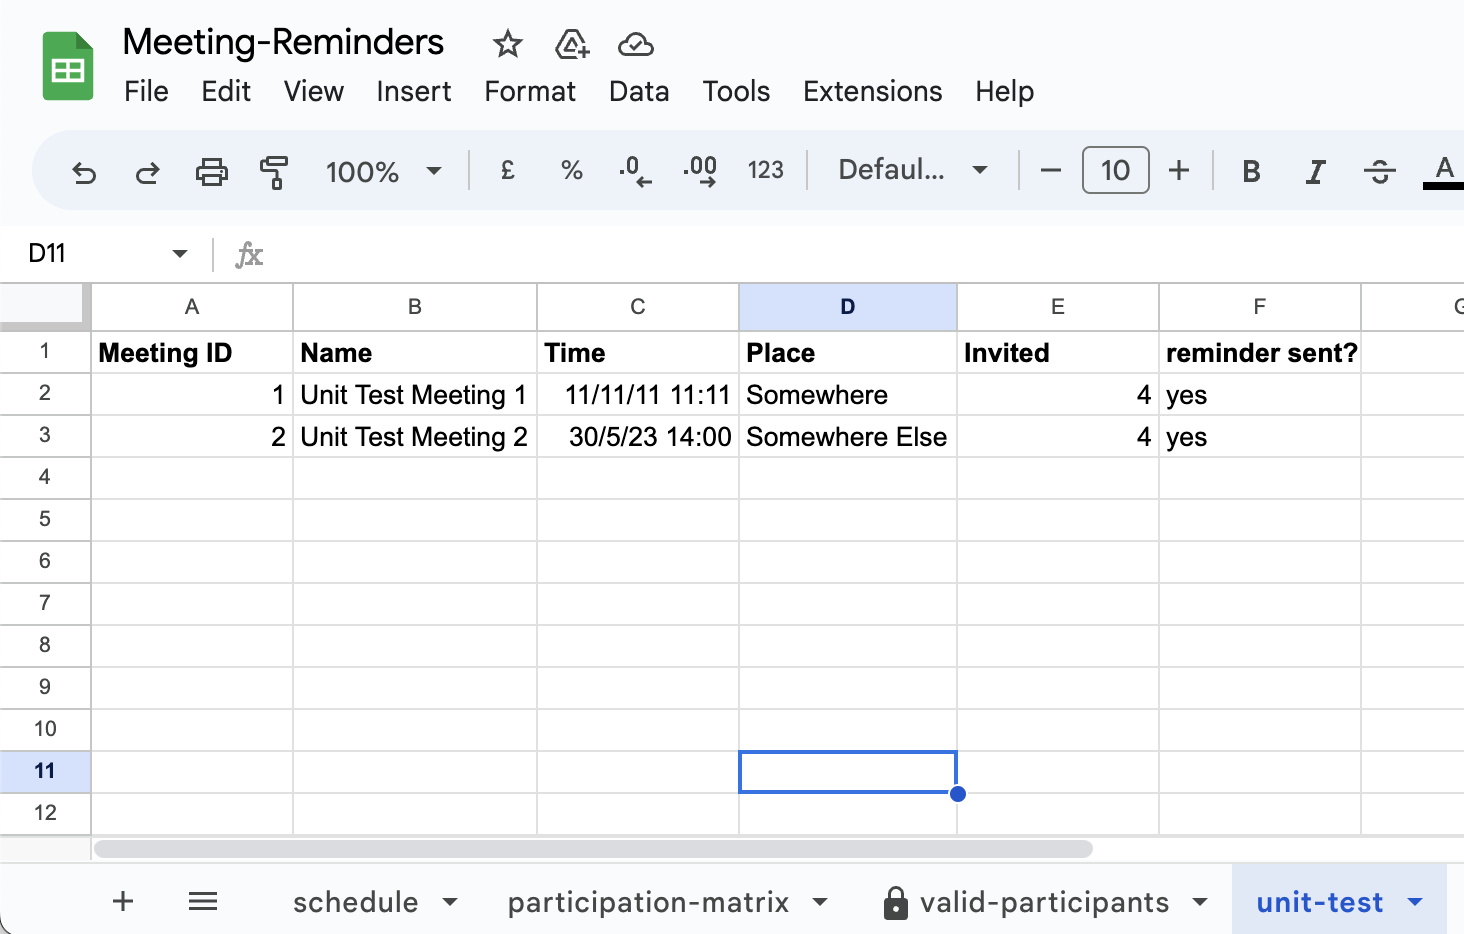 Meeting-Reminders
File Edit View Insert Format Data Tools Extensions Help
100% £ % .0 .00 123 Defaul... 10 B I S A
D11 fx
A B C D E F G
1 Meeting ID Name Time Place Invited reminder sent?
2 1 Unit Test Meeting 1 11/11/11 11:11 Somewhere 4 yes
3 2 Unit Test Meeting 2 30/5/23 14:00 Somewhere Else 4 yes
4
5
6
7
8
9
10
11
12
schedule participation-matrix valid-participants unit-test